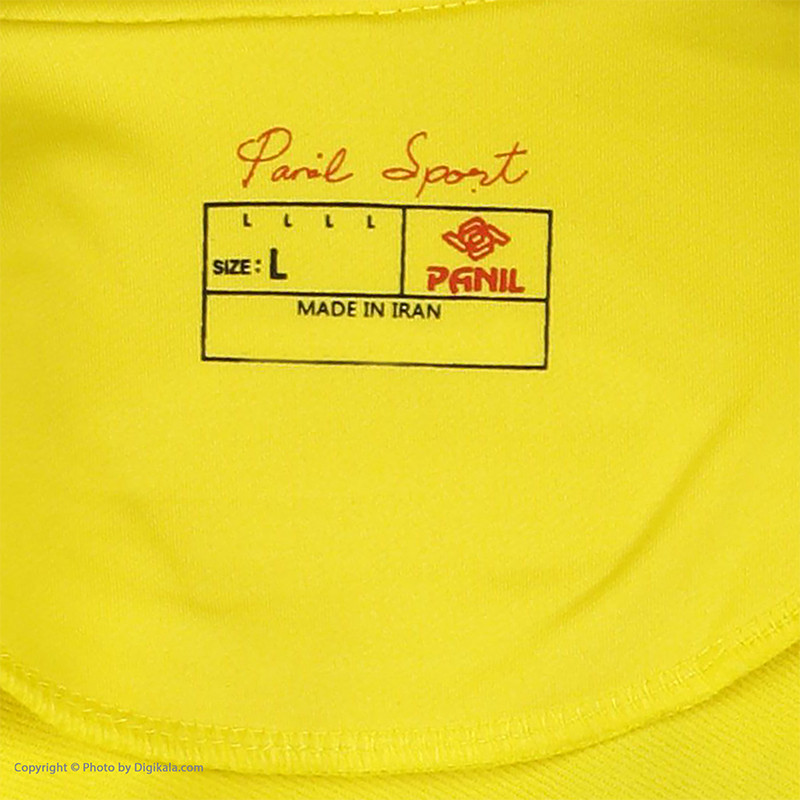 Panil Sport
L L L L
SIZE: L
PANIL
MADE IN IRAN
Copyright © Photo by Digikala.com